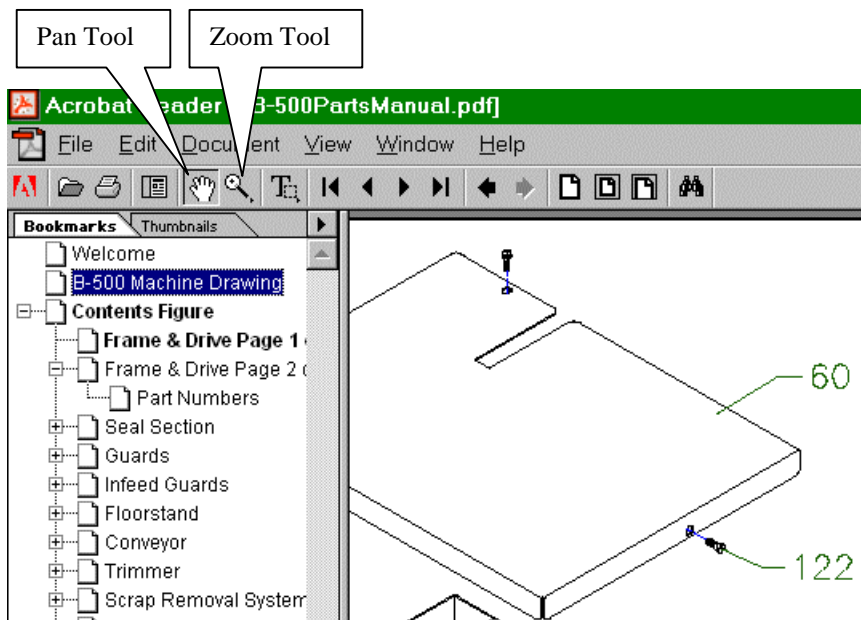 Pan Tool Zoom Tool
Acrobat Reader B-500PartsManual.pdf]
File Edit Document View Window Help
Bookmarks Thumbnails
Welcome
B-500 Machine Drawing
Contents Figure
Frame & Drive Page 1
Frame & Drive Page 2
Part Numbers
Seal Section
Guards
Infeed Guards
Floorstand
Conveyor
Trimmer
Scrap Removal System
60
122